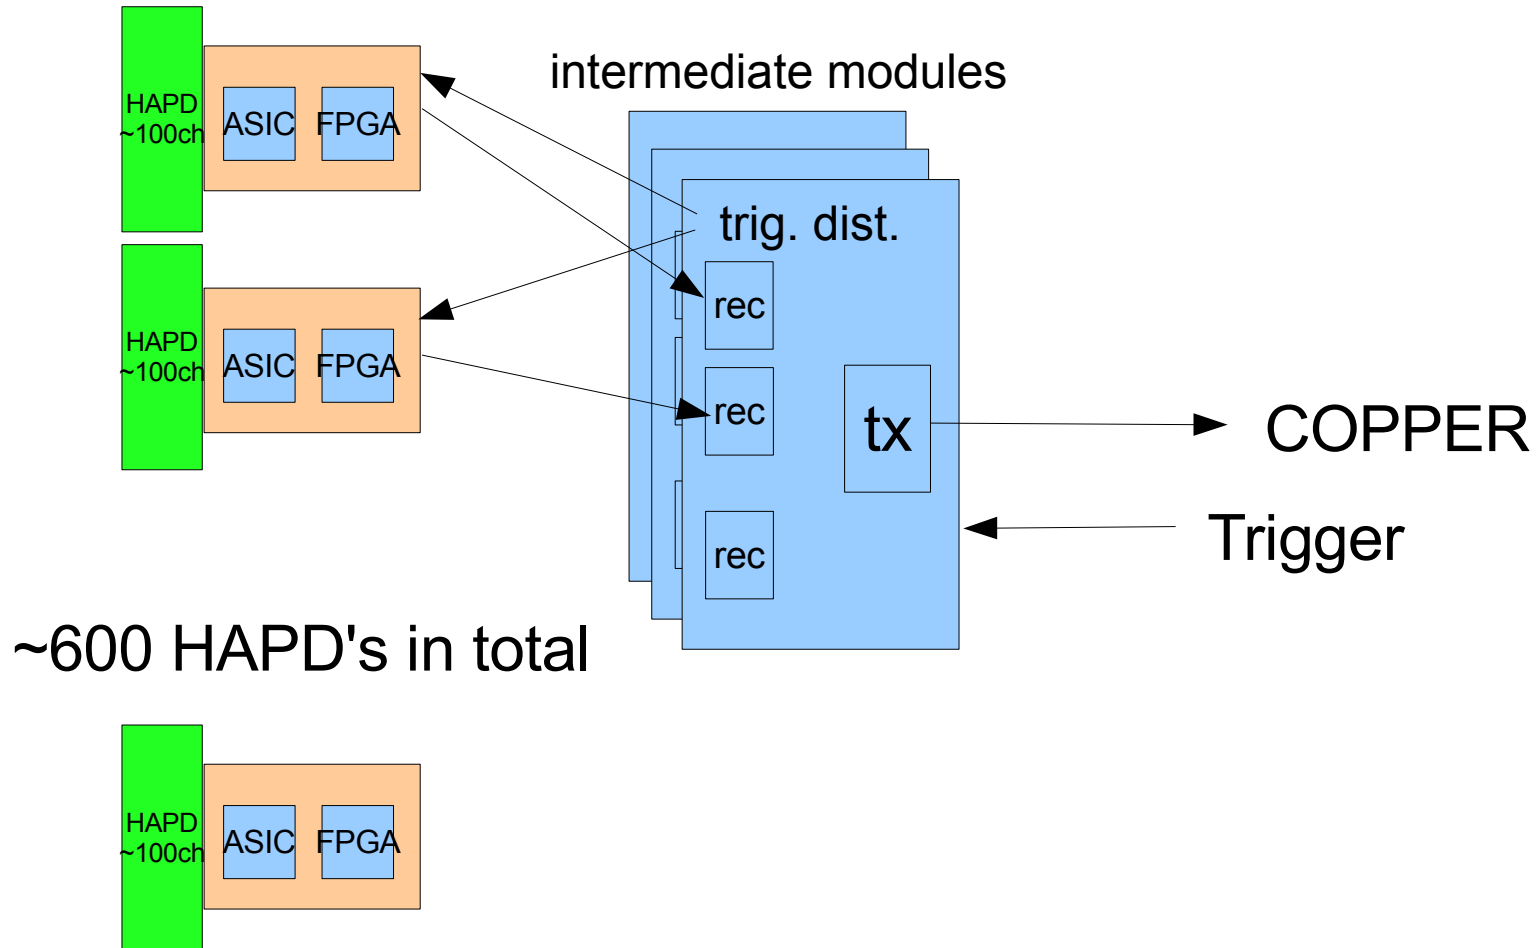 intermediate modules
HAPD
~100ch
ASIC
FPGA
trig. dist.
rec
HAPD
~100ch
ASIC
FPGA
rec
tx
COPPER
rec
Trigger
~600 HAPD's in total
HAPD
~100ch
ASIC
FPGA